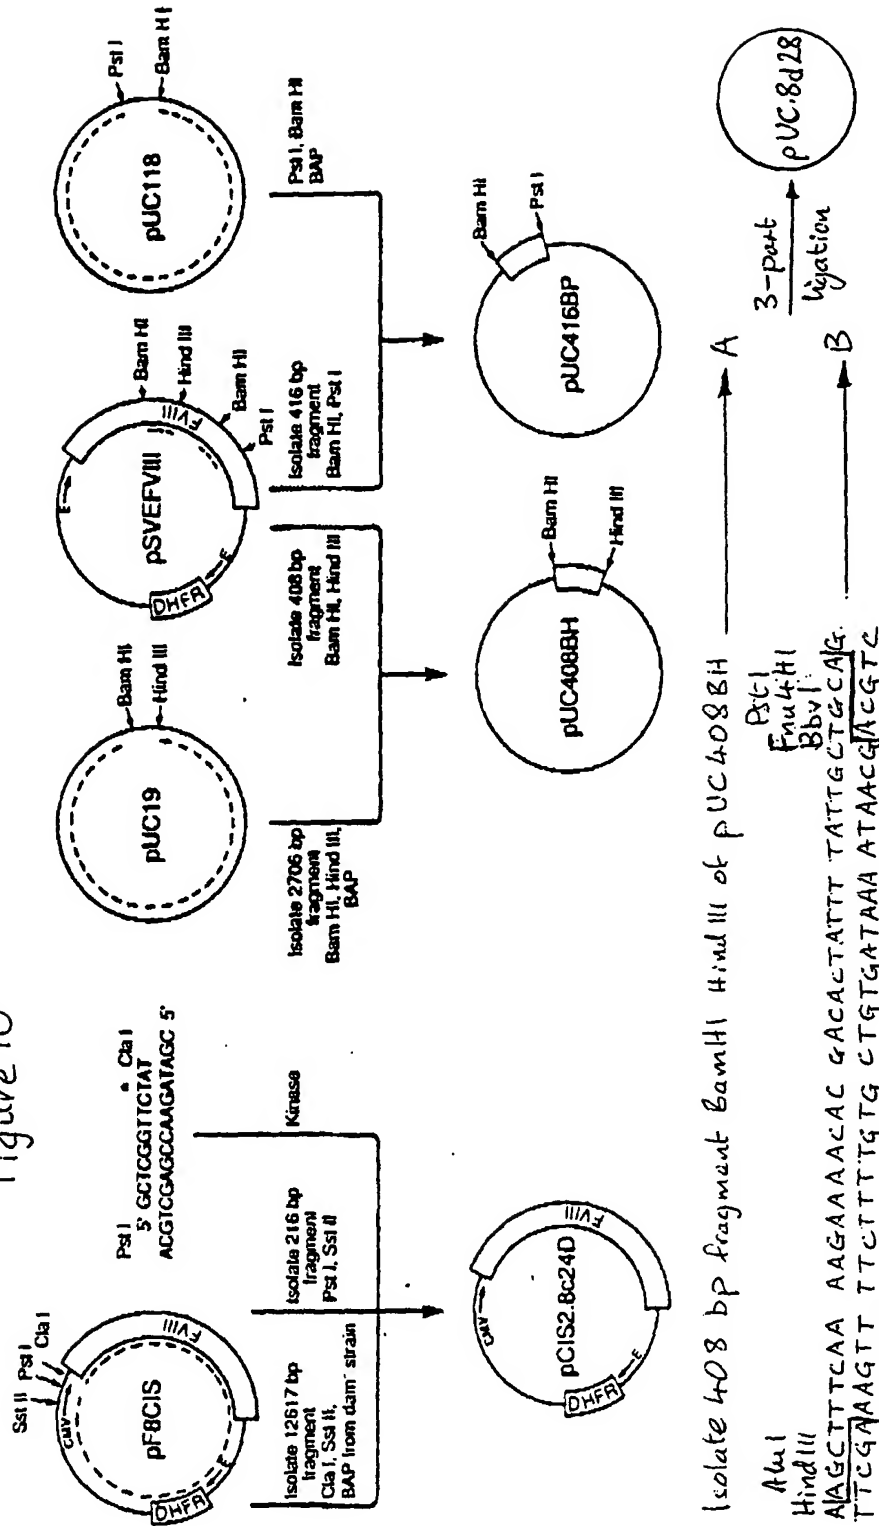 Figure 10
Sst II
Pst I
Cla I
CMV
pF8CIS
FVIII
DHFR
E
Pst I * Cla I
5' GCTCGGTTCTAT
ACGTCGAGCCAAGATAGC 5'
Isolate 12617 bp
fragment
Cla I, Sst II,
BAP from dam⁻ strain
Isolate 216 bp
fragment
Pst I, Sst II
Kinase
CMV
pCIS2.8c24D
FVIII
DHFR
E
pUC19
Bam HI
Hind III
Isolate 2706 bp
fragment
Bam HI, Hind III,
BAP
E
pSVEFVIII
FVIII
DHFR
E
Bam HI
Hind III
Bam HI
Pst I
Isolate 408 bp
fragment
Bam HI, Hind III
Isolate 416 bp
fragment
Bam HI, Pst I
pUC118
Pst I
Bam HI
Pst I, Bam HI
BAP
pUC408BH
Bam HI
Hind III
pUC416BP
Bam HI
Pst I
Isolate 408 bp fragment BamHI HindIII of pUC408BH
A
Alu I
Hind III
Pst I
Fnu4HI
Bbv I
AAGCTTTCAA AAGAAAACAC GACACTATTT TATTGCTGCAG
TTCGAAAGTT TTCTTTTGTG CTGTGATAAA ATAACGACGTC
B
3-part
ligation
pUC.8d28